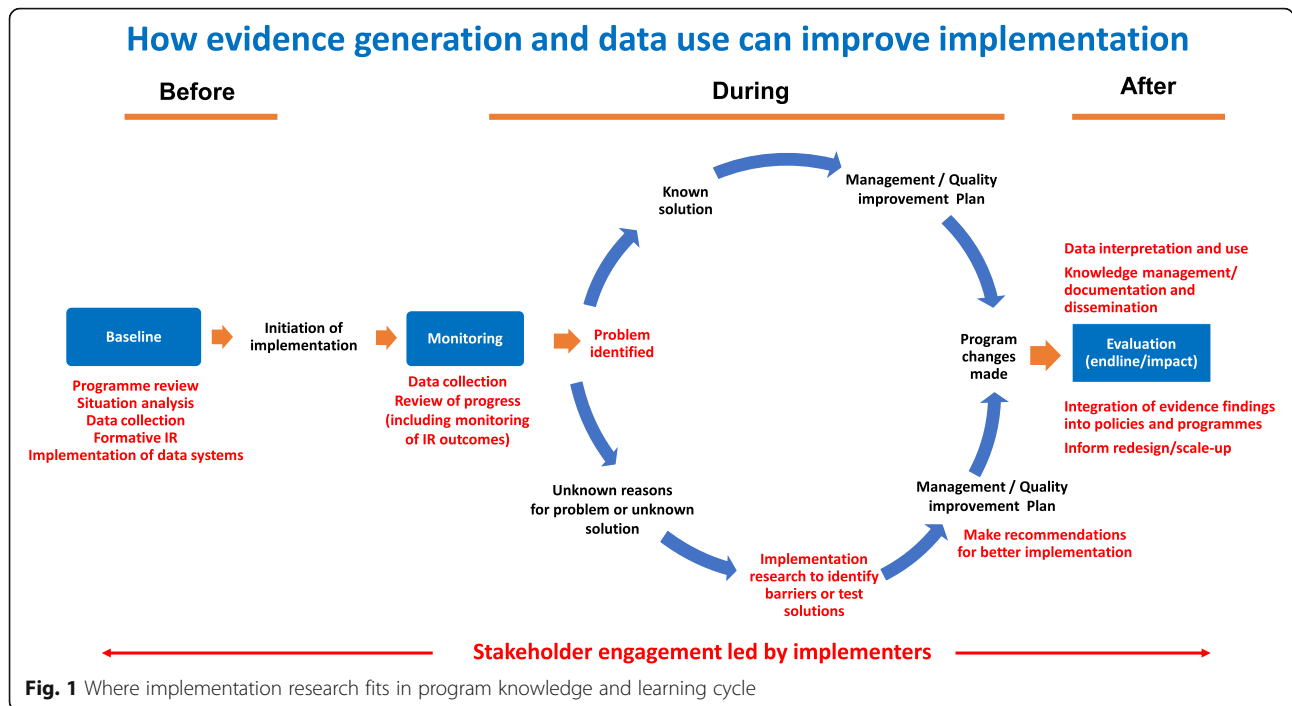 How evidence generation and data use can improve implementation
Before
During
After
Baseline
Programme review
Situation analysis
Data collection
Formative IR
Implementation of data systems
Initiation of
implementation
Monitoring
Data collection
Review of progress
(including monitoring
of IR outcomes)
Problem
identified
Known
solution
Management / Quality
improvement Plan
Unknown reasons
for problem or unknown
solution
Implementation
research to identify
barriers or test
solutions
Management / Quality
improvement Plan
Make recommendations
for better implementation
Program
changes
made
Data interpretation and use
Knowledge management/
documentation and
dissemination
Evaluation
(endline/impact)
Integration of evidence findings
into policies and programmes
Inform redesign/scale-up
Stakeholder engagement led by implementers
Fig. 1 Where implementation research fits in program knowledge and learning cycle